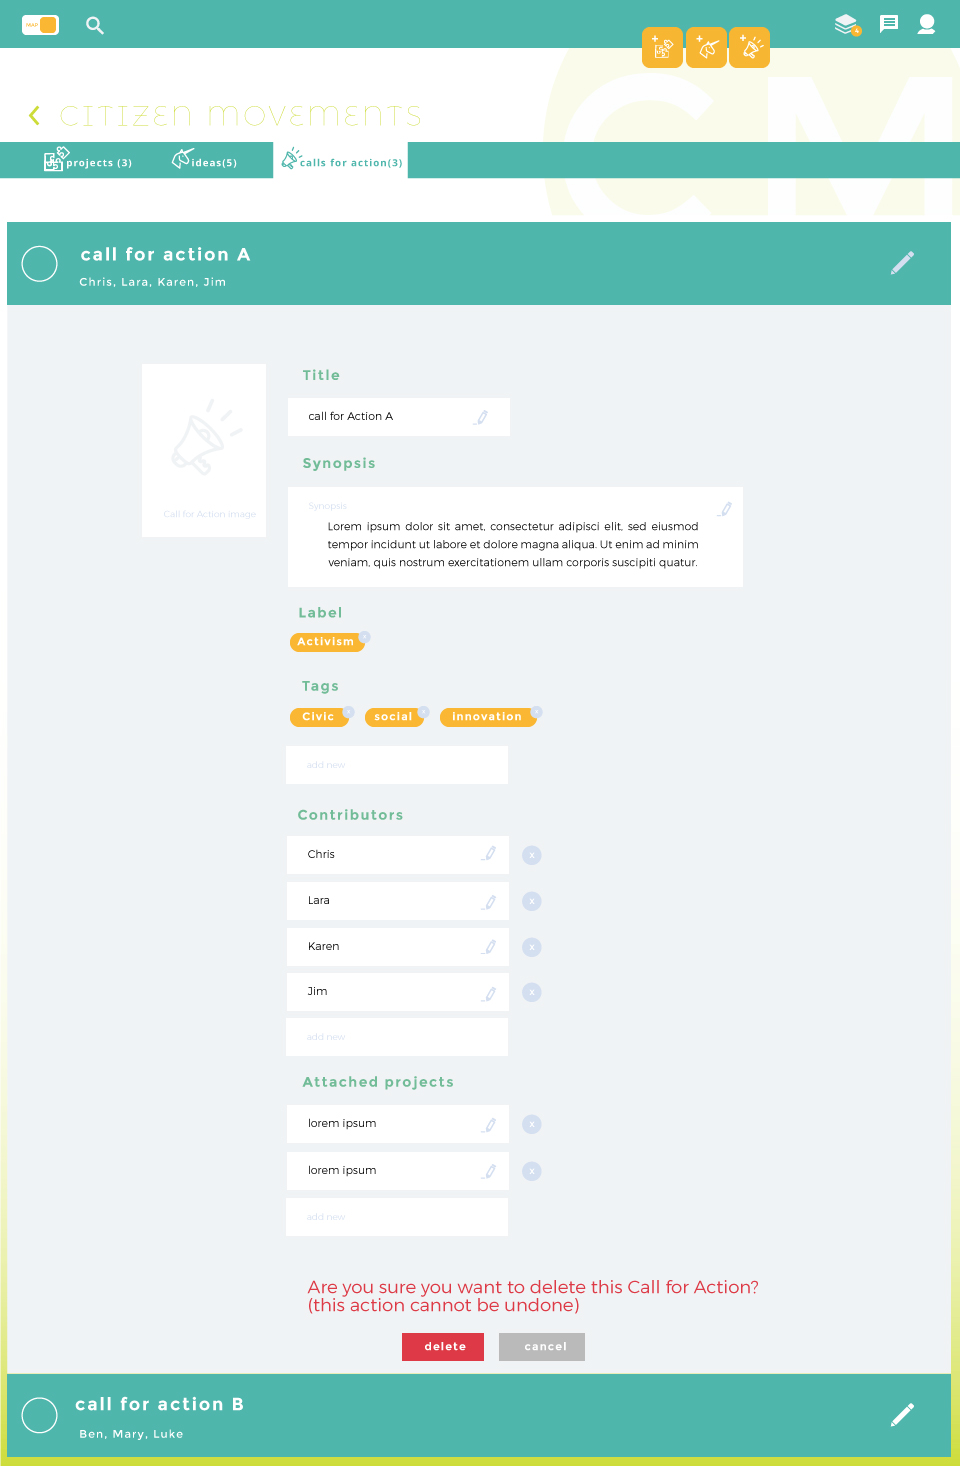 MAP
4
CITIZEN MOVEMENTS
CM
projects (3)
ideas(5)
calls for action(3)
call for action A
Chris, Lara, Karen, Jim
Title
call for Action A
Call for Action image
Synopsis
Synopsis
Lorem ipsum dolor sit amet, consectetur adipisci elit, sed eiusmod
tempor incidunt ut labore et dolore magna aliqua. Ut enim ad minim
veniam, quis nostrum exercitationem ullam corporis suscipiti quatur.
Label
Activism x
Tags
Civic x social x innovation x
add new
Contributors
Chris x
Lara x
Karen x
Jim x
add new
Attached projects
lorem ipsum x
lorem ipsum x
add new
Are you sure you want to delete this Call for Action?
(this action cannot be undone)
delete cancel
call for action B
Ben, Mary, Luke